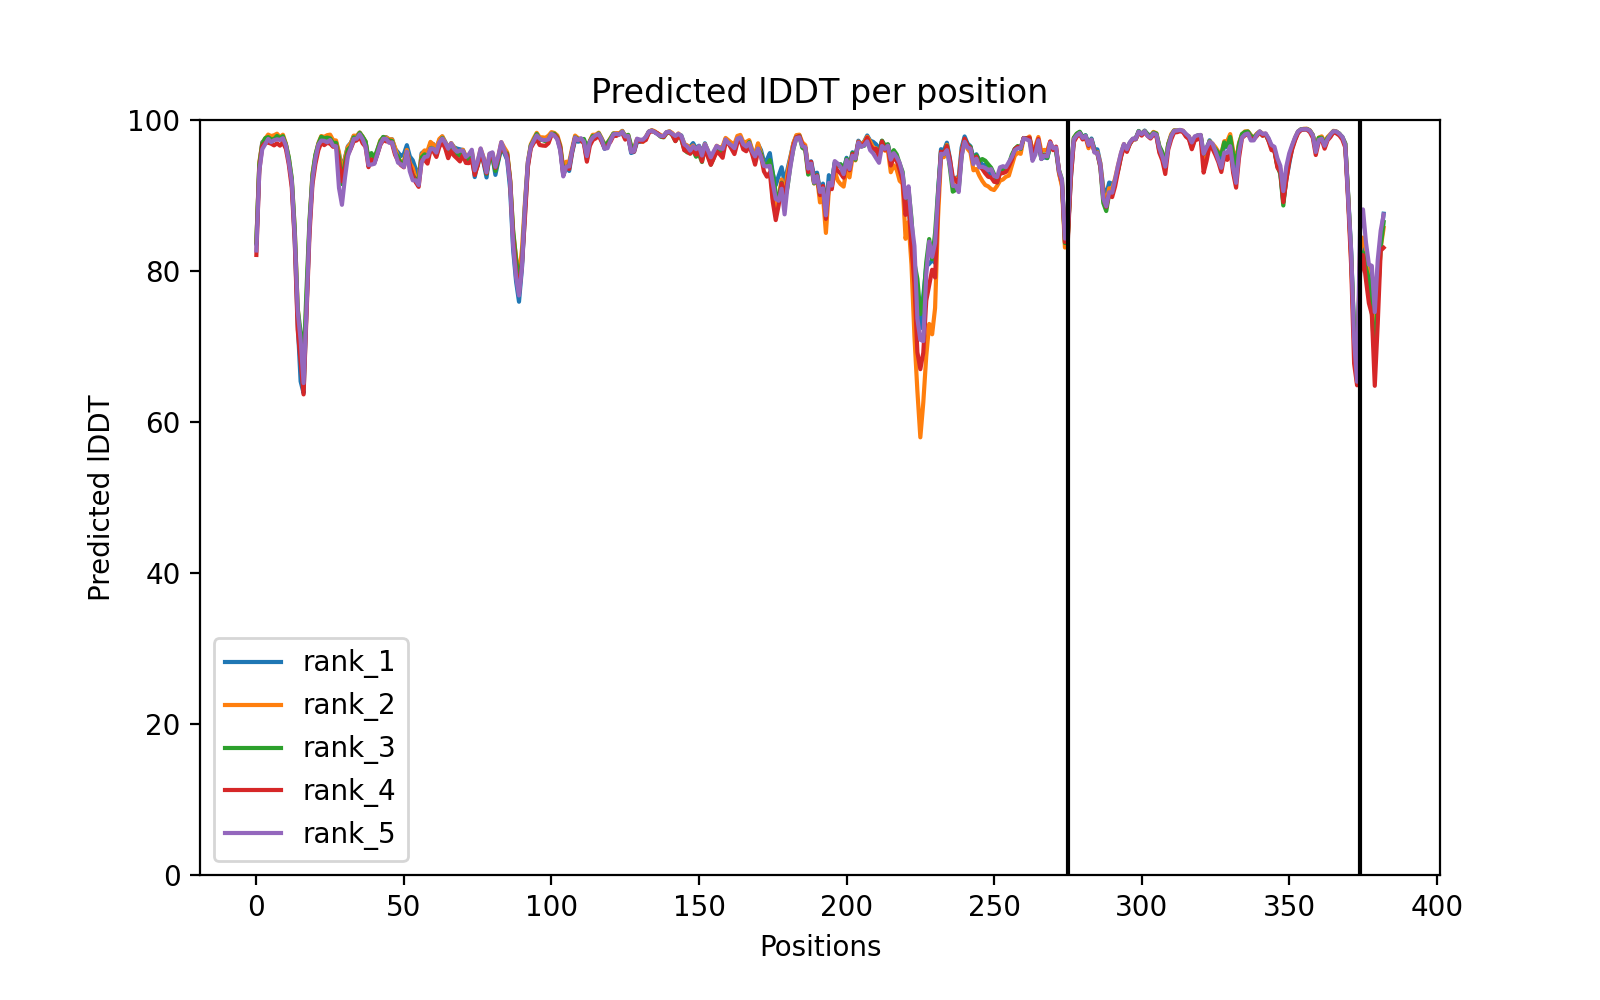 Predicted lDDT per position
100
80
60
40
20
0
Predicted lDDT
rank_1
rank_2
rank_3
rank_4
rank_5
0 50 100 150 200 250 300 350 400
Positions